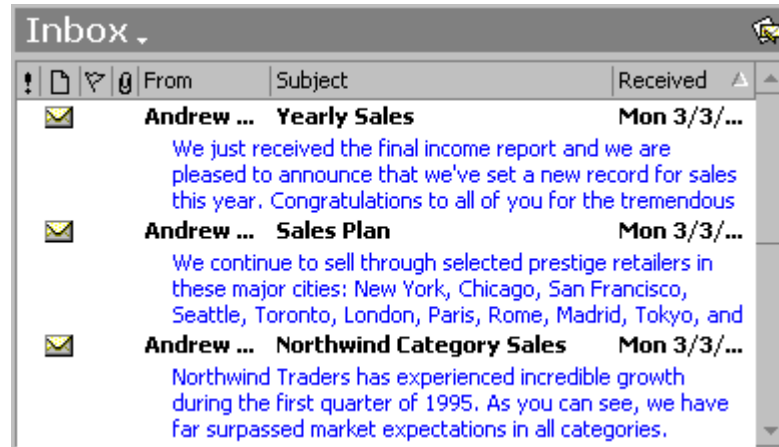 Inbox
! From Subject Received
Andrew ... Yearly Sales Mon 3/3/...
We just received the final income report and we are
pleased to announce that we've set a new record for sales
this year. Congratulations to all of you for the tremendous
Andrew ... Sales Plan Mon 3/3/...
We continue to sell through selected prestige retailers in
these major cities: New York, Chicago, San Francisco,
Seattle, Toronto, London, Paris, Rome, Madrid, Tokyo, and
Andrew ... Northwind Category Sales Mon 3/3/...
Northwind Traders has experienced incredible growth
during the first quarter of 1995. As you can see, we have
far surpassed market expectations in all categories.